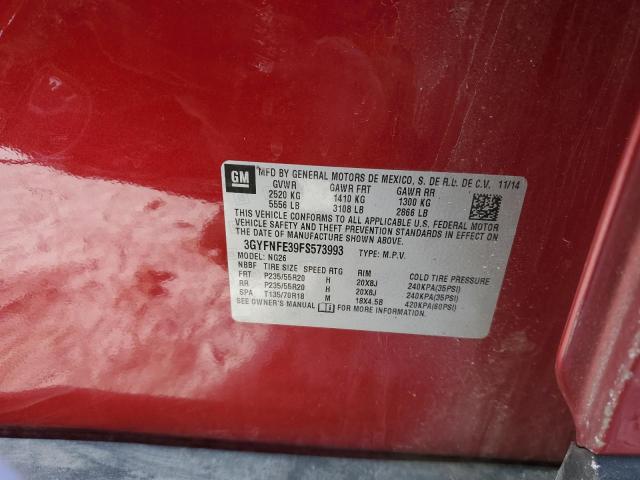 GM MFD BY GENERAL MOTORS DE MEXICO, S. DE R.L. DE C.V. 11/14
GVWR GAWR FRT GAWR RR
2520 KG 1410 KG 1300 KG
5556 LB 3108 LB 2866 LB
THIS VEHICLE CONFORMS TO ALL APPLICABLE U.S. FEDERAL MOTOR
VEHICLE SAFETY AND THEFT PREVENTION STANDARDS IN EFFECT ON
THE DATE OF MANUFACTURE SHOWN ABOVE.
3GYFNFE39FS573993 TYPE: M.P.V.
MODEL: NG26
NBBF TIRE SIZE SPEED RTG RIM COLD TIRE PRESSURE
FRT P235/55R20 H 20X8J 240KPA(35PSI)
RR P235/55R20 H 20X8J 240KPA(35PSI)
SPA T135/70R18 M 18X4.5B 420KPA(60PSI)
SEE OWNER'S MANUAL FOR MORE INFORMATION.